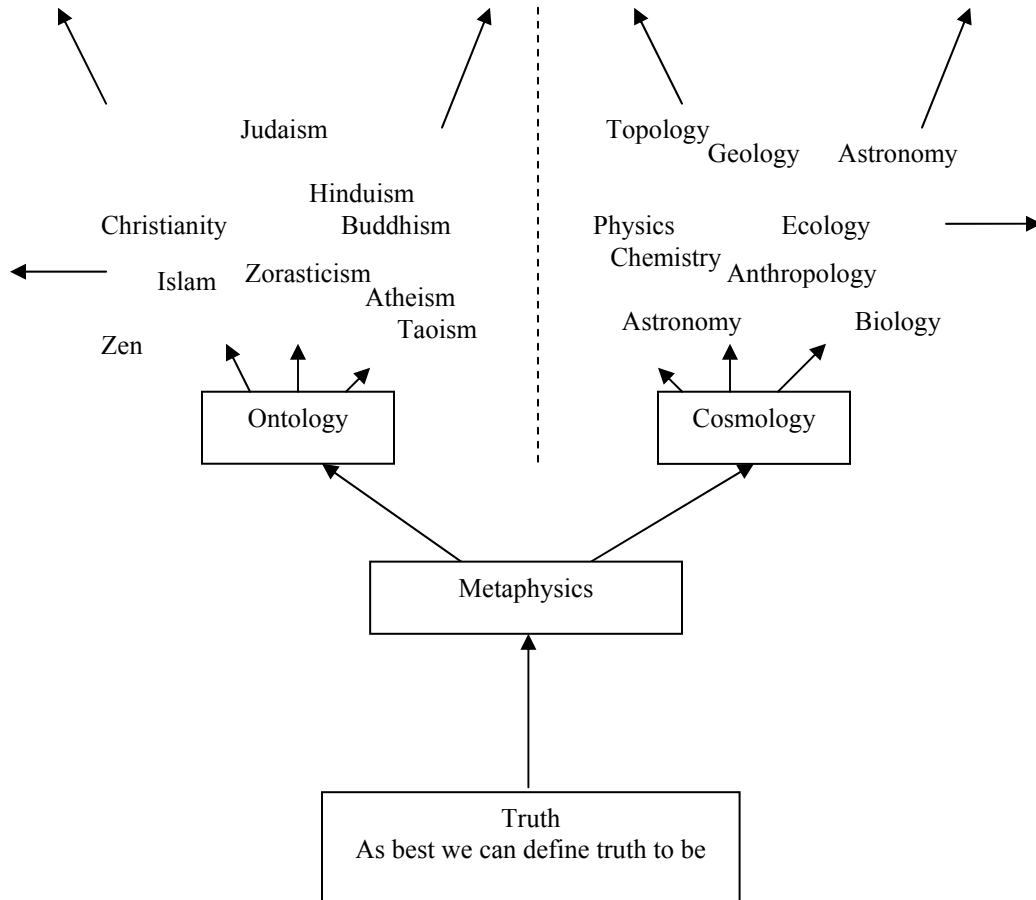 Judaism
Hinduism
Christianity
Buddhism
Zorasticism
Islam
Atheism
Taoism
Zen
Ontology
Topology
Geology
Astronomy
Physics
Ecology
Chemistry
Anthropology
Astronomy
Biology
Cosmology
Metaphysics
Truth
As best we can define truth to be